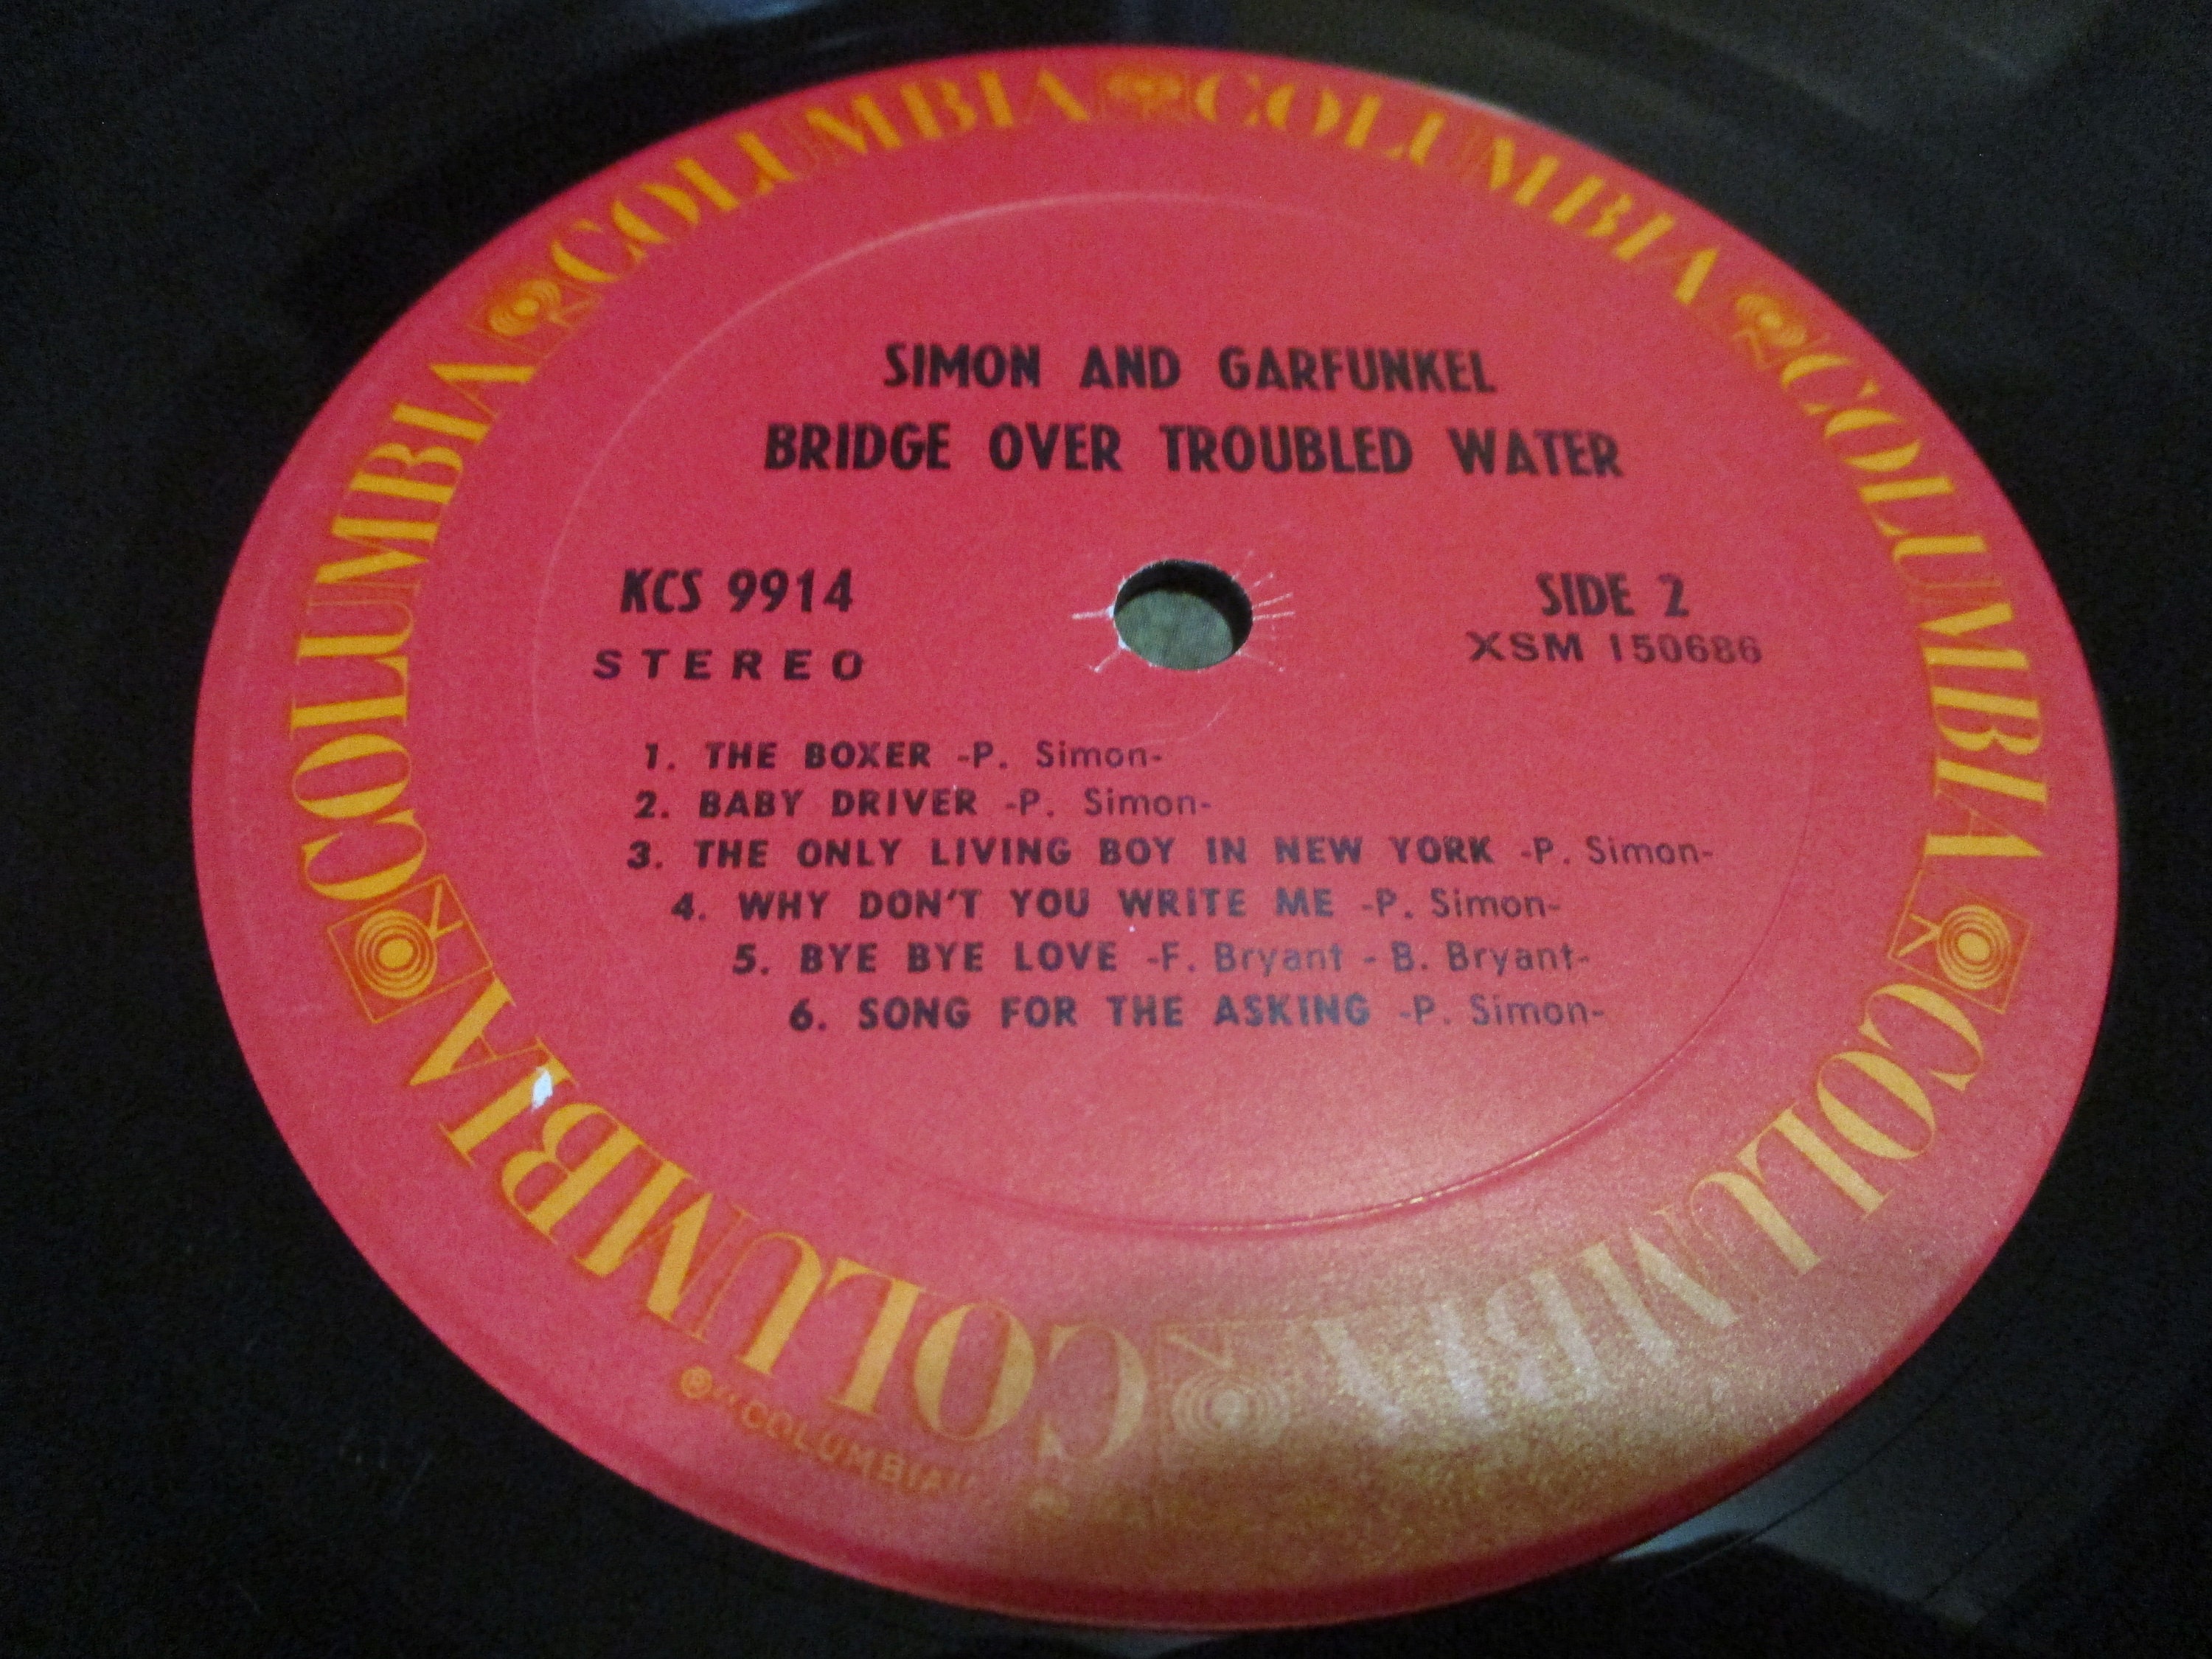 COLUMBIA COLUMBIA COLUMBIA COLUMBIA COLUMBIA COLUMBIA
SIMON AND GARFUNKEL
BRIDGE OVER TROUBLED WATER
KCS 9914
STEREO
SIDE 2
XSM 150686
1. THE BOXER -P. Simon-
2. BABY DRIVER -P. Simon-
3. THE ONLY LIVING BOY IN NEW YORK -P. Simon-
4. WHY DON'T YOU WRITE ME -P. Simon-
5. BYE BYE LOVE -F. Bryant - B. Bryant-
6. SONG FOR THE ASKING -P. Simon-
® "COLUMBIA"